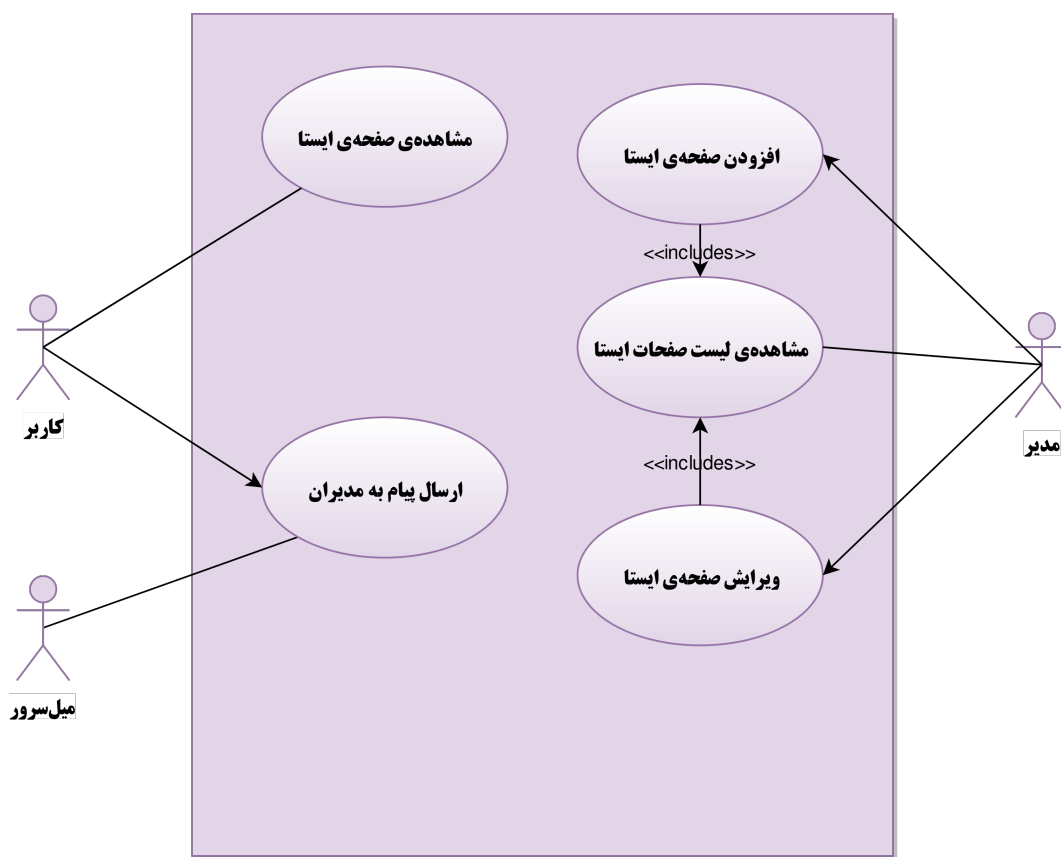 مشاهده‌ی صفحه‌ی ایستا
افزودن صفحه‌ی ایستا
<<includes>>
مشاهده‌ی لیست صفحات ایستا
کاربر
مدیر
<<includes>>
ارسال پیام به مدیران
ویرایش صفحه‌ی ایستا
میل‌سرور